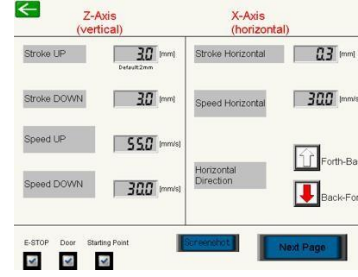 Z-Axis
(vertical)
X-Axis
(horizontal)
Stroke UP 3.0 [mm]
Default:2mm
Stroke DOWN 3.0 [mm]
Speed UP 55.0 [mm/s]
Speed DOWN 30.0 [mm/s]
Stroke Horizontal 0.3 [mm]
Speed Horizontal 30.0 [mm/s
Horizontal
Direction
Forth-Ba
Back-For
E-STOP Door Starting Point
Screenshot
Next Page